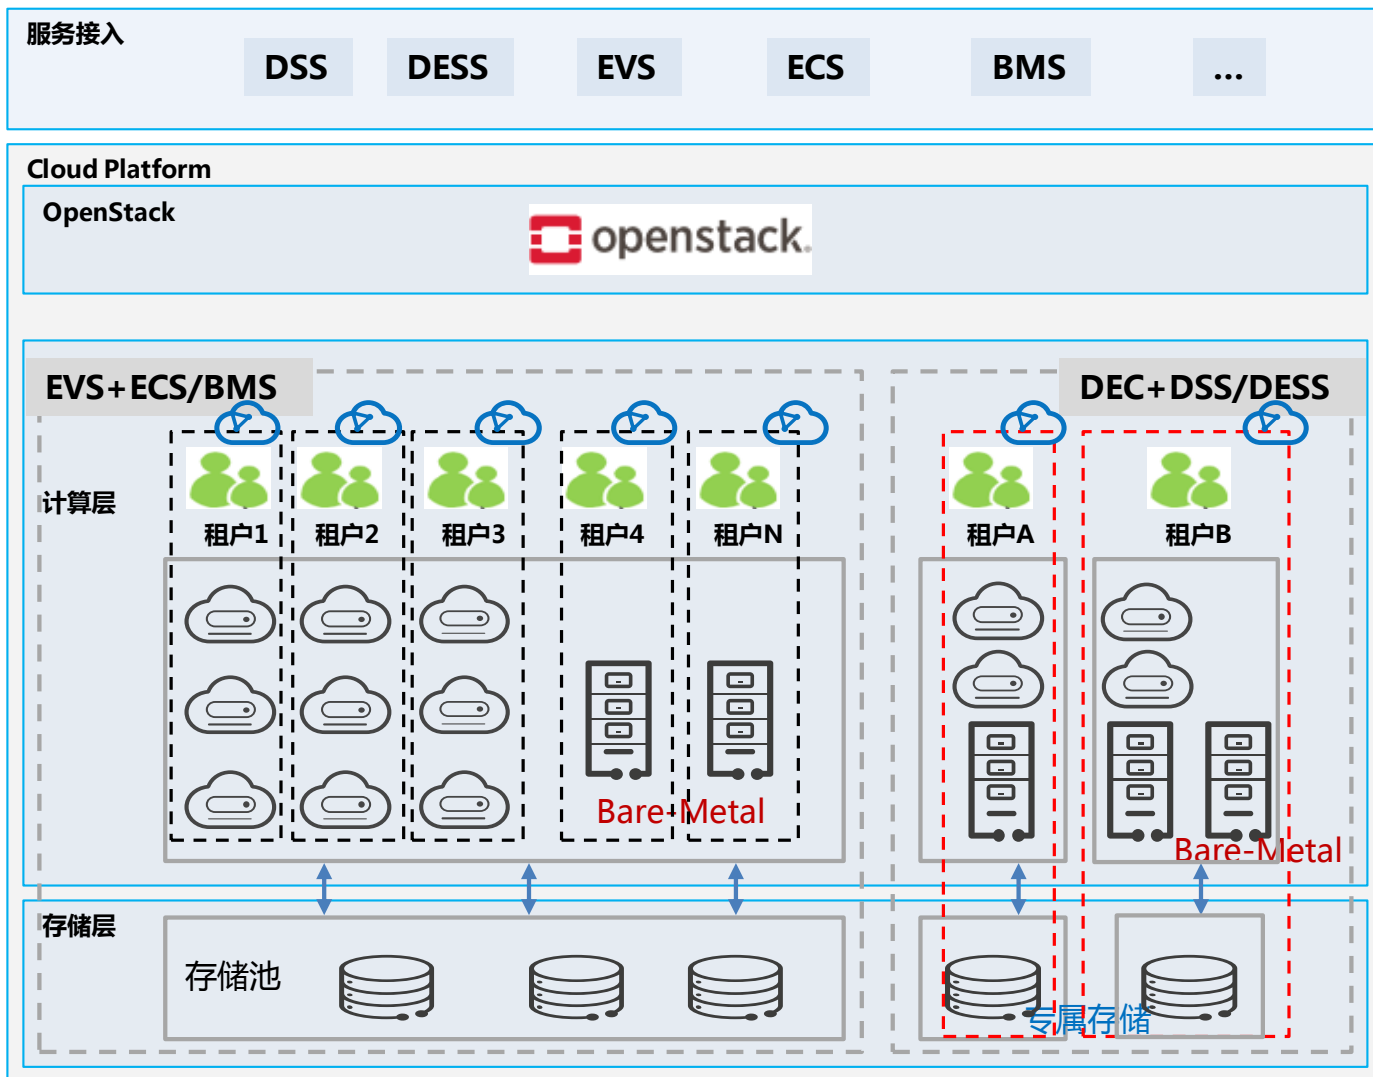 服务接入
DSS
DESS
EVS
ECS
BMS
...
Cloud Platform
OpenStack
openstack.
EVS+ECS/BMS
DEC+DSS/DESS
计算层
租户1
租户2
租户3
租户4
租户N
租户A
租户B
Bare-Metal
Bare-Metal
存储层
存储池
专属存储